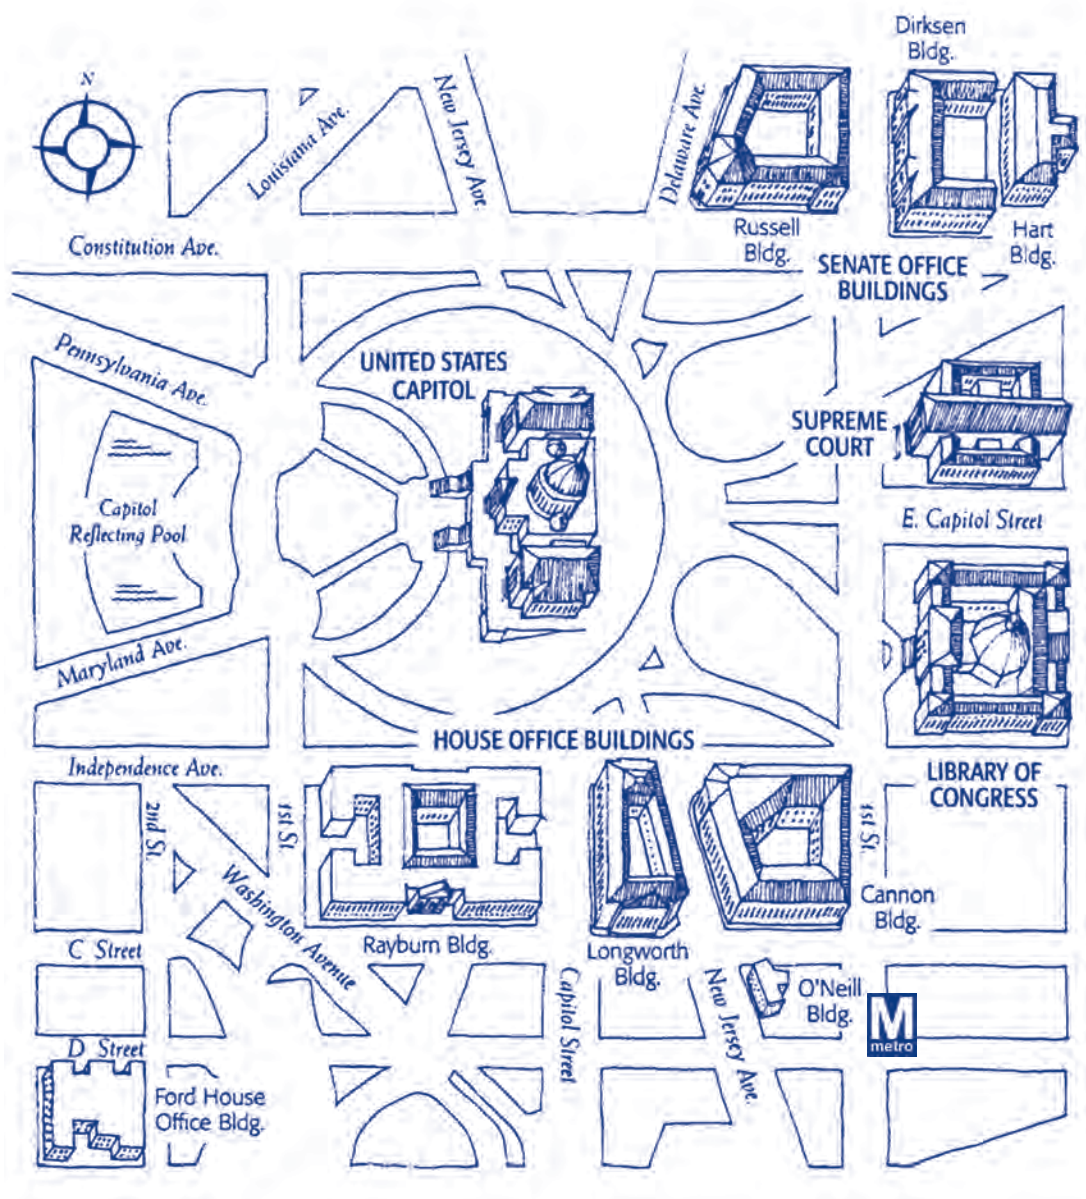 Dirksen
Bldg.
N
Louisiana Ave.
New Jersey Ave.
Delaware Ave.
Russell
Bldg.
Hart
Bldg.
Constitution Ave.
SENATE OFFICE
BUILDINGS
Pennsylvania Ave.
UNITED STATES
CAPITOL
SUPREME
COURT
Capitol
Reflecting Pool
E. Capitol Street
Maryland Ave.
HOUSE OFFICE BUILDINGS
Independence Ave.
LIBRARY OF
CONGRESS
2nd St.
1st St.
1st St.
Washington Avenue
Cannon
Bldg.
Rayburn Bldg.
Longworth
Bldg.
C Street
Capitol Street
New Jersey Ave.
O'Neill
Bldg.
M
metro
D Street
Ford House
Office Bldg.